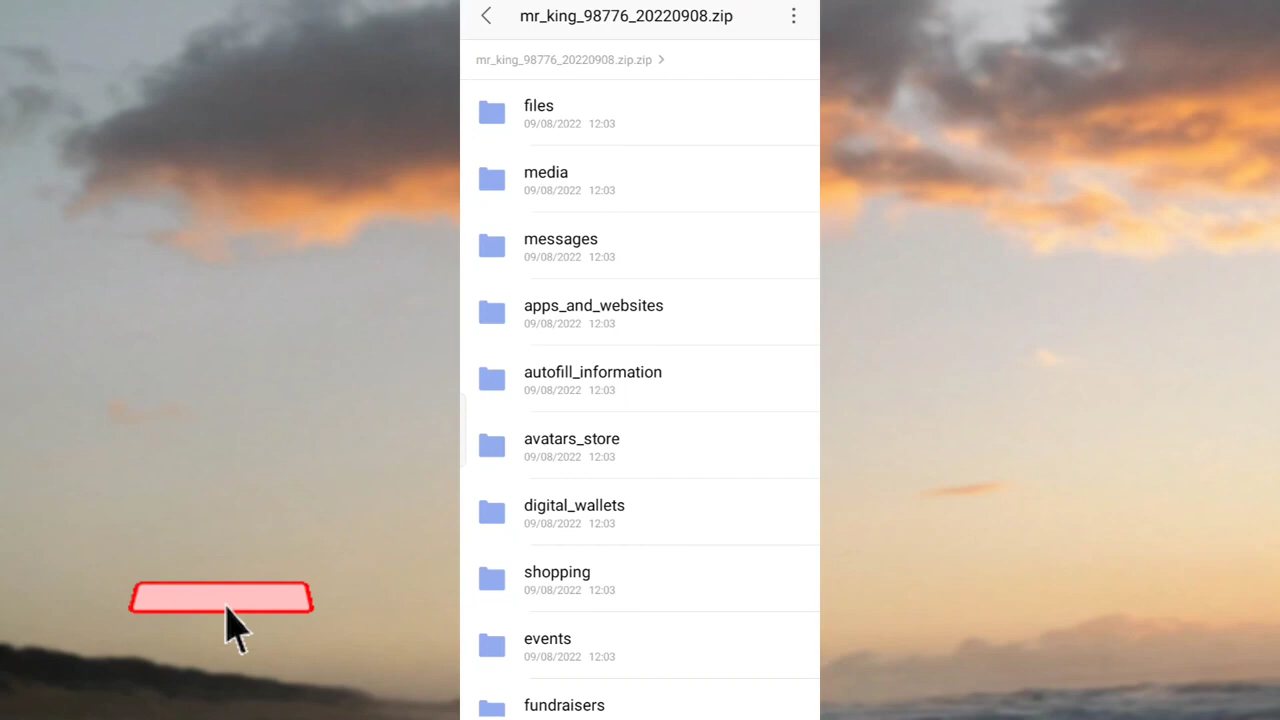 mr_king_98776_20220908.zip
mr_king_98776_20220908.zip.zip
files
09/08/2022 12:03
media
09/08/2022 12:03
messages
09/08/2022 12:03
apps_and_websites
09/08/2022 12:03
autofill_information
09/08/2022 12:03
avatars_store
09/08/2022 12:03
digital_wallets
09/08/2022 12:03
shopping
09/08/2022 12:03
events
09/08/2022 12:03
fundraisers